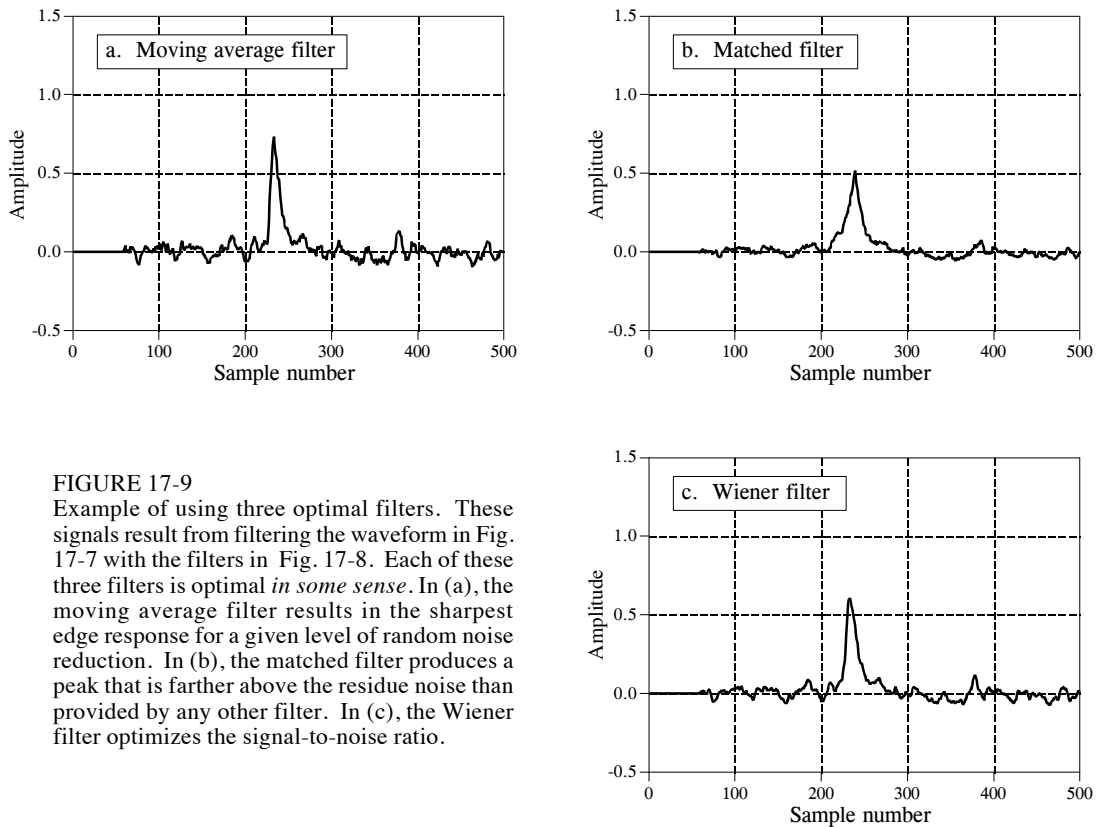 1.5
a. Moving average filter
1.0
0.5
0.0
-0.5
0 100 200 300 400 500
Sample number
Amplitude
1.5
b. Matched filter
1.0
0.5
0.0
-0.5
0 100 200 300 400 500
Sample number
Amplitude
FIGURE 17-9
Example of using three optimal filters. These
signals result from filtering the waveform in Fig.
17-7 with the filters in Fig. 17-8. Each of these
three filters is optimal in some sense. In (a), the
moving average filter results in the sharpest
edge response for a given level of random noise
reduction. In (b), the matched filter produces a
peak that is farther above the residue noise than
provided by any other filter. In (c), the Wiener
filter optimizes the signal-to-noise ratio.
1.5
c. Wiener filter
1.0
0.5
0.0
-0.5
0 100 200 300 400 500
Sample number
Amplitude